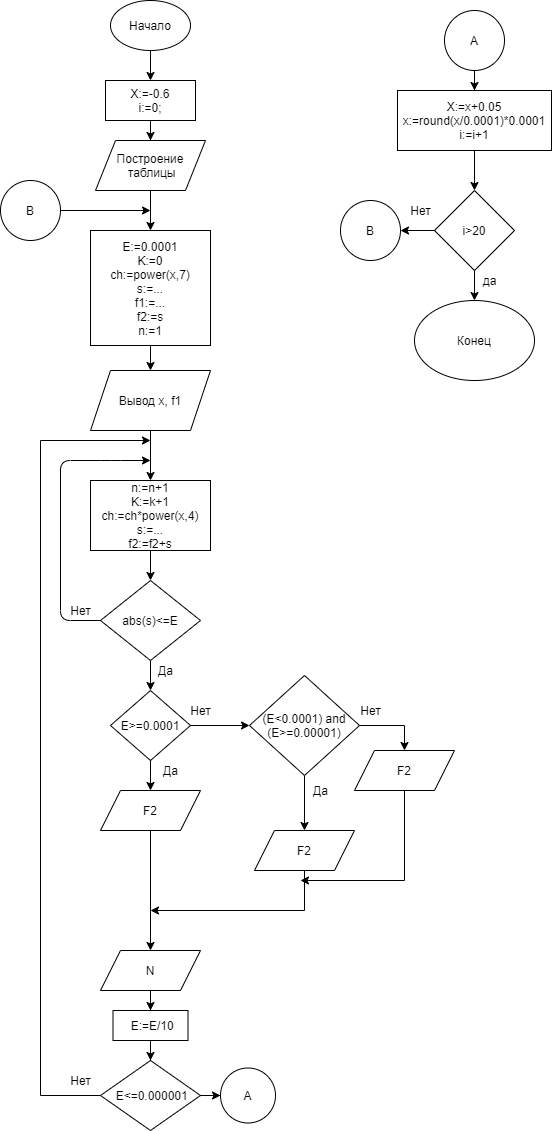 Начало
X:=-0.6
i:=0;
Построение
таблицы
B
E:=0.0001
K:=0
ch:=power(x,7)
s:=...
f1:=...
f2:=s
n:=1
Вывод x, f1
n:=n+1
K:=k+1
ch:=ch*power(x,4)
s:=...
f2:=f2+s
Нет
abs(s)<=E
Да
E>=0.0001
Нет
(E<0.0001) and
(E>=0.00001)
Нет
Да
F2
Да
F2
F2
N
E:=E/10
Нет
E<=0.000001
A
A
X:=x+0.05
x:=round(x/0.0001)*0.0001
i:=i+1
Нет
B
i>20
да
Конец